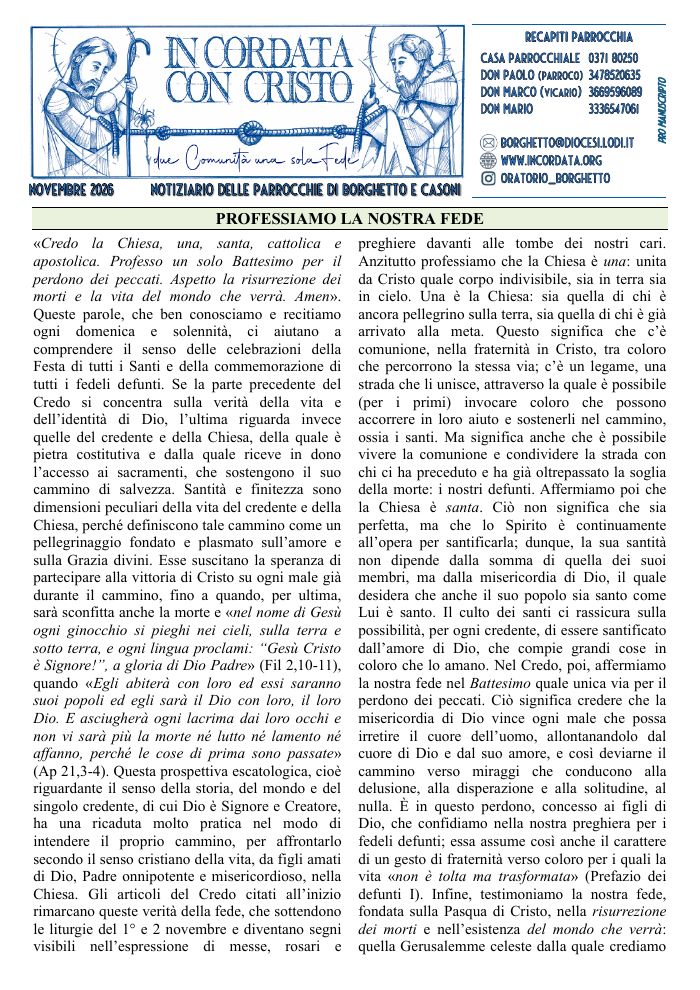 IN CORDATA
CON CRISTO
due Comunità una sola Fede
NOVEMBRE 2026 NOTIZIARIO DELLE PARROCCHIE DI BORGHETTO E CASONI
RECAPITI PARROCCHIA
CASA PARROCCHIALE 0371 80250
DON PAOLO (PARROCO) 3478520635
DON MARCO (VICARIO) 3669596089
DON MARIO 3336547061
BORGHETTO@DIOCESI.LODI.IT
WWW.INCORDATA.ORG
ORATORIO_BORGHETTO
PRO MANUSCRIPTO
PROFESSIAMO LA NOSTRA FEDE
«Credo la Chiesa, una, santa, cattolica e
apostolica. Professo un solo Battesimo per il
perdono dei peccati. Aspetto la risurrezione dei
morti e la vita del mondo che verrà. Amen».
Queste parole, che ben conosciamo e recitiamo
ogni domenica e solennità, ci aiutano a
comprendere il senso delle celebrazioni della
Festa di tutti i Santi e della commemorazione di
tutti i fedeli defunti. Se la parte precedente del
Credo si concentra sulla verità della vita e
dell’identità di Dio, l’ultima riguarda invece
quelle del credente e della Chiesa, della quale è
pietra costitutiva e dalla quale riceve in dono
l’accesso ai sacramenti, che sostengono il suo
cammino di salvezza. Santità e finitezza sono
dimensioni peculiari della vita del credente e della
Chiesa, perché definiscono tale cammino come un
pellegrinaggio fondato e plasmato sull’amore e
sulla Grazia divini. Esse suscitano la speranza di
partecipare alla vittoria di Cristo su ogni male già
durante il cammino, fino a quando, per ultima,
sarà sconfitta anche la morte e «nel nome di Gesù
ogni ginocchio si pieghi nei cieli, sulla terra e
sotto terra, e ogni lingua proclami: “Gesù Cristo
è Signore!”, a gloria di Dio Padre» (Fil 2,10-11),
quando «Egli abiterà con loro ed essi saranno
suoi popoli ed egli sarà il Dio con loro, il loro
Dio. E asciugherà ogni lacrima dai loro occhi e
non vi sarà più la morte né lutto né lamento né
affanno, perché le cose di prima sono passate»
(Ap 21,3-4). Questa prospettiva escatologica, cioè
riguardante il senso della storia, del mondo e del
singolo credente, di cui Dio è Signore e Creatore,
ha una ricaduta molto pratica nel modo di
intendere il proprio cammino, per affrontarlo
secondo il senso cristiano della vita, da figli amati
di Dio, Padre onnipotente e misericordioso, nella
Chiesa. Gli articoli del Credo citati all’inizio
rimarcano queste verità della fede, che sottendono
le liturgie del 1° e 2 novembre e diventano segni
visibili nell’espressione di messe, rosari e
preghiere davanti alle tombe dei nostri cari.
Anzitutto professiamo che la Chiesa è una: unita
da Cristo quale corpo indivisibile, sia in terra sia
in cielo. Una è la Chiesa: sia quella di chi è
ancora pellegrino sulla terra, sia quella di chi è già
arrivato alla meta. Questo significa che c’è
comunione, nella fraternità in Cristo, tra coloro
che percorrono la stessa via; c’è un legame, una
strada che li unisce, attraverso la quale è possibile
(per i primi) invocare coloro che possono
accorrere in loro aiuto e sostenerli nel cammino,
ossia i santi. Ma significa anche che è possibile
vivere la comunione e condividere la strada con
chi ci ha preceduto e ha già oltrepassato la soglia
della morte: i nostri defunti. Affermiamo poi che
la Chiesa è santa. Ciò non significa che sia
perfetta, ma che lo Spirito è continuamente
all’opera per santificarla; dunque, la sua santità
non dipende dalla somma di quella dei suoi
membri, ma dalla misericordia di Dio, il quale
desidera che anche il suo popolo sia santo come
Lui è santo. Il culto dei santi ci rassicura sulla
possibilità, per ogni credente, di essere santificato
dall’amore di Dio, che compie grandi cose in
coloro che lo amano. Nel Credo, poi, affermiamo
la nostra fede nel Battesimo quale unica via per il
perdono dei peccati. Ciò significa credere che la
misericordia di Dio vince ogni male che possa
irretire il cuore dell’uomo, allontanandolo dal
cuore di Dio e dal suo amore, e così deviarne il
cammino verso miraggi che conducono alla
delusione, alla disperazione e alla solitudine, al
nulla. È in questo perdono, concesso ai figli di
Dio, che confidiamo nella nostra preghiera per i
fedeli defunti; essa assume così anche il carattere
di un gesto di fraternità verso coloro per i quali la
vita «non è tolta ma trasformata» (Prefazio dei
defunti I). Infine, testimoniamo la nostra fede,
fondata sulla Pasqua di Cristo, nella risurrezione
dei morti e nell’esistenza del mondo che verrà:
quella Gerusalemme celeste dalla quale crediamo